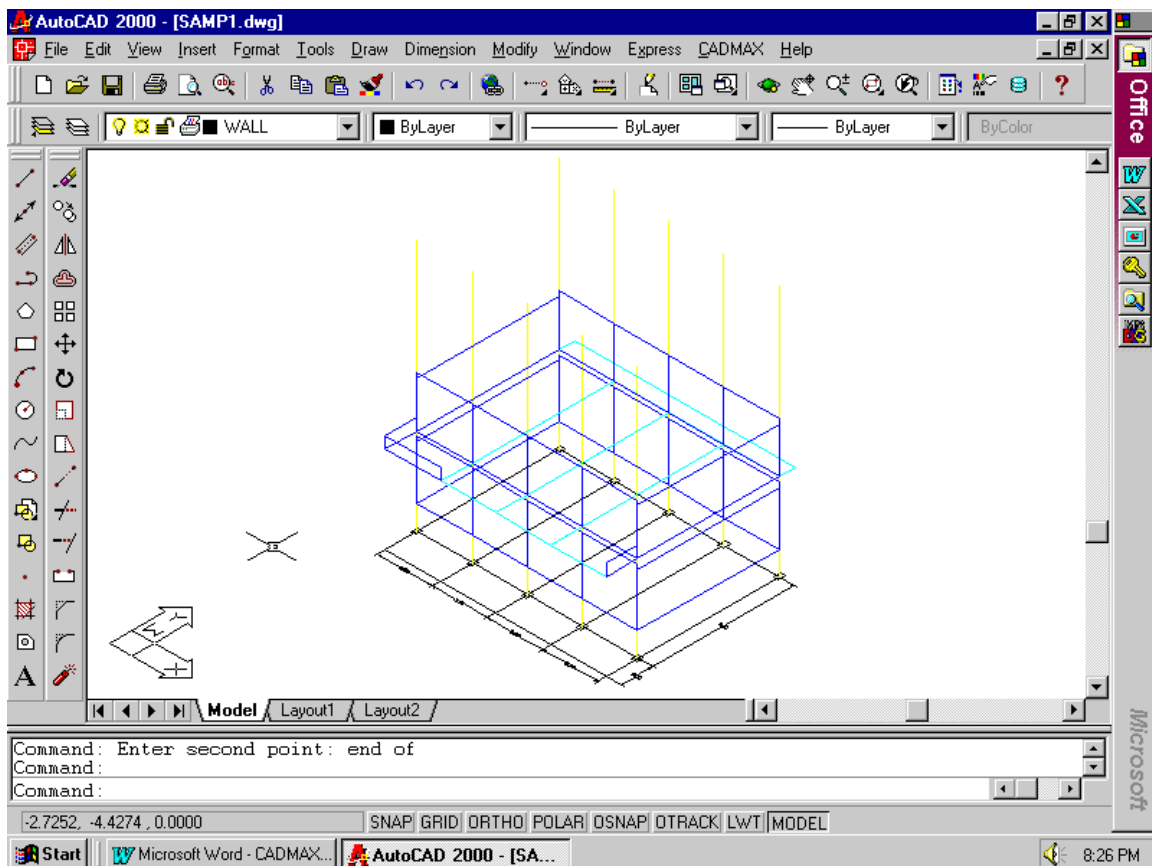 AutoCAD 2000 - [SAMP1.dwg]
File Edit View Insert Format Tools Draw Dimension Modify Window Express CADMAX Help
Office
WALL ByLayer ByLayer ByLayer ByColor
W
Y
A
Model Layout1 Layout2
Command: Enter second point: end of
Command:
Command:
Microsoft
-2.7252, -4.4274 , 0.0000 SNAP GRID ORTHO POLAR OSNAP OTRACK LWT MODEL
Start Microsoft Word - CADMAX... AutoCAD 2000 - [SA... 8:26 PM